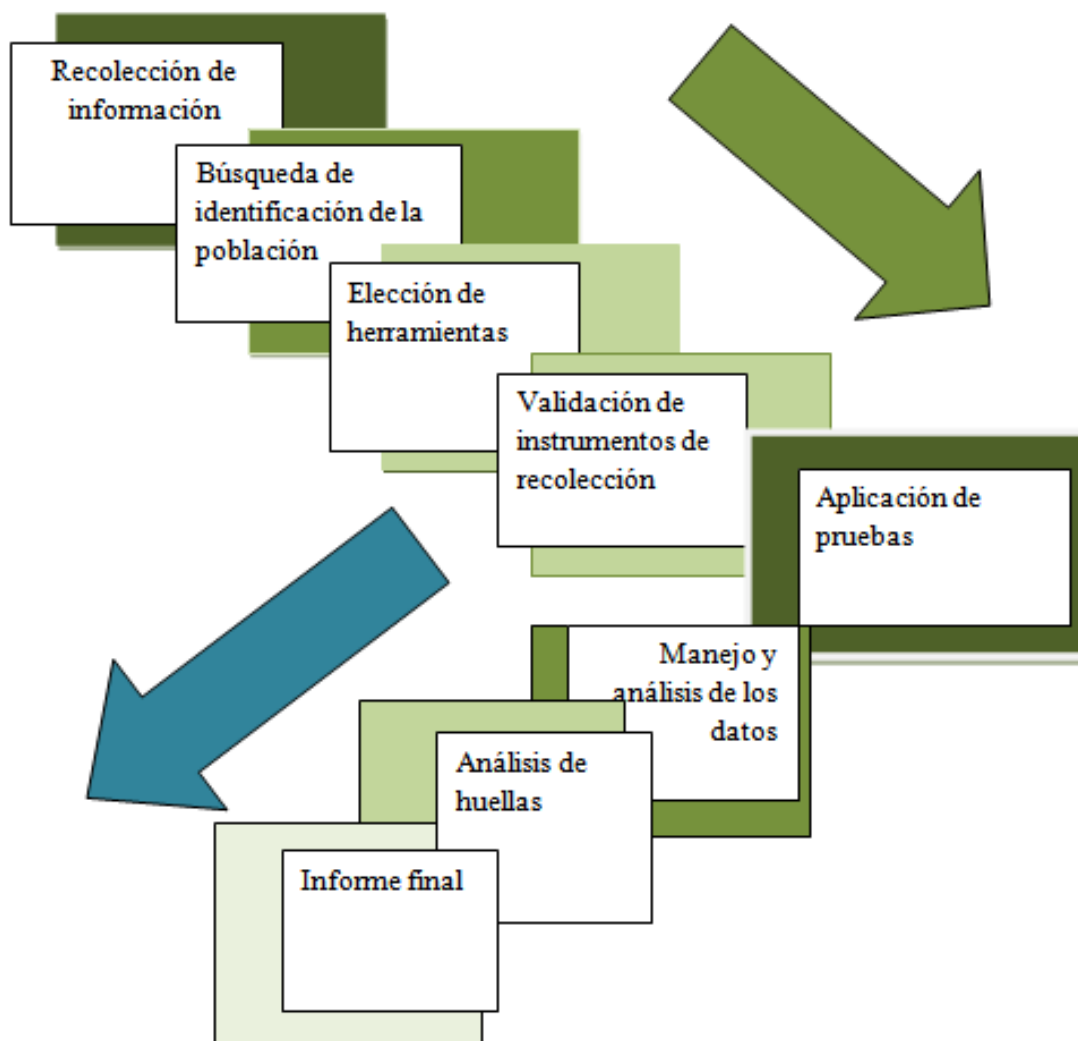 Recolección de
información
Búsqueda de
identificación de la
población
Elección de
herramientas
Validación de
instrumentos de
recolección
Aplicación de
pruebas
Manejo y
análisis de los
datos
Análisis de
huellas
Informe final